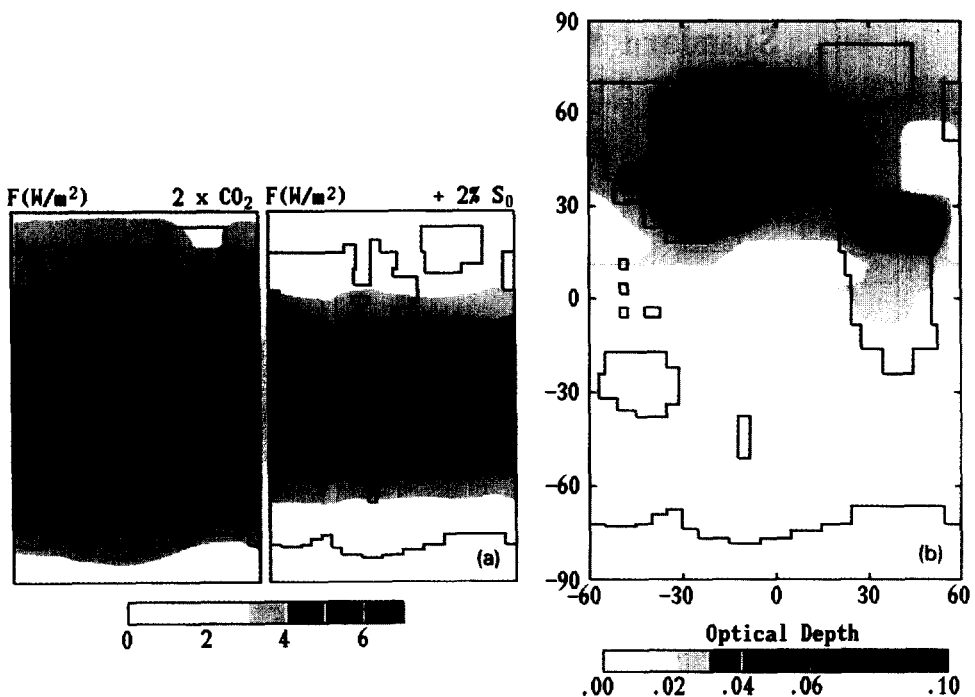 F(W/m²) 2 x CO₂
F(W/m²) + 2% S₀
(a)
0 2 4 6
90
60
30
0
-30
-60
-90
(b)
-60 -30 0 30 60
Optical Depth
.00 .02 .04 .06 .10